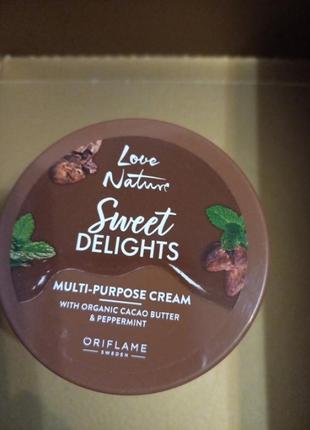 Love
Nature
Sweet
DELIGHTS
MULTI-PURPOSE CREAM
WITH ORGANIC CACAO BUTTER
& PEPPERMINT
ORIFLAME
SWEDEN